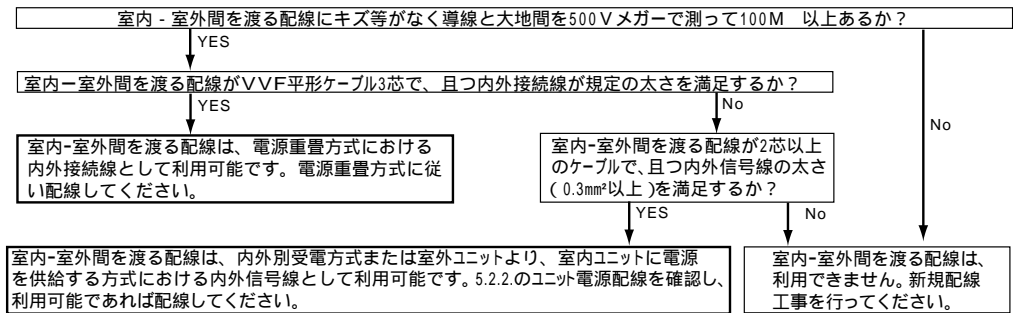 室内‐室外間を渡る配線にキズ等がなく導線と大地間を500Vメガーで測って100M　以上あるか？
YES
室内ー室外間を渡る配線がVVF平形ケーブル3芯で、且つ内外接続線が規定の太さを満足するか？
YES
No
No
室内-室外間を渡る配線は、電源重畳方式における
内外接続線として利用可能です。電源重畳方式に従
い配線してください。
室内-室外間を渡る配線が2芯以上
のケーブルで、且つ内外信号線の太さ
(0.3mm²以上)を満足するか？
YES
No
室内-室外間を渡る配線は、内外別受電方式または室外ユニットより、室内ユニットに電源
を供給する方式における内外信号線として利用可能です。5.2.2.のユニット電源配線を確認し、
利用可能であれば配線してください。
室内-室外間を渡る配線は、
利用できません。新規配線
工事を行ってください。